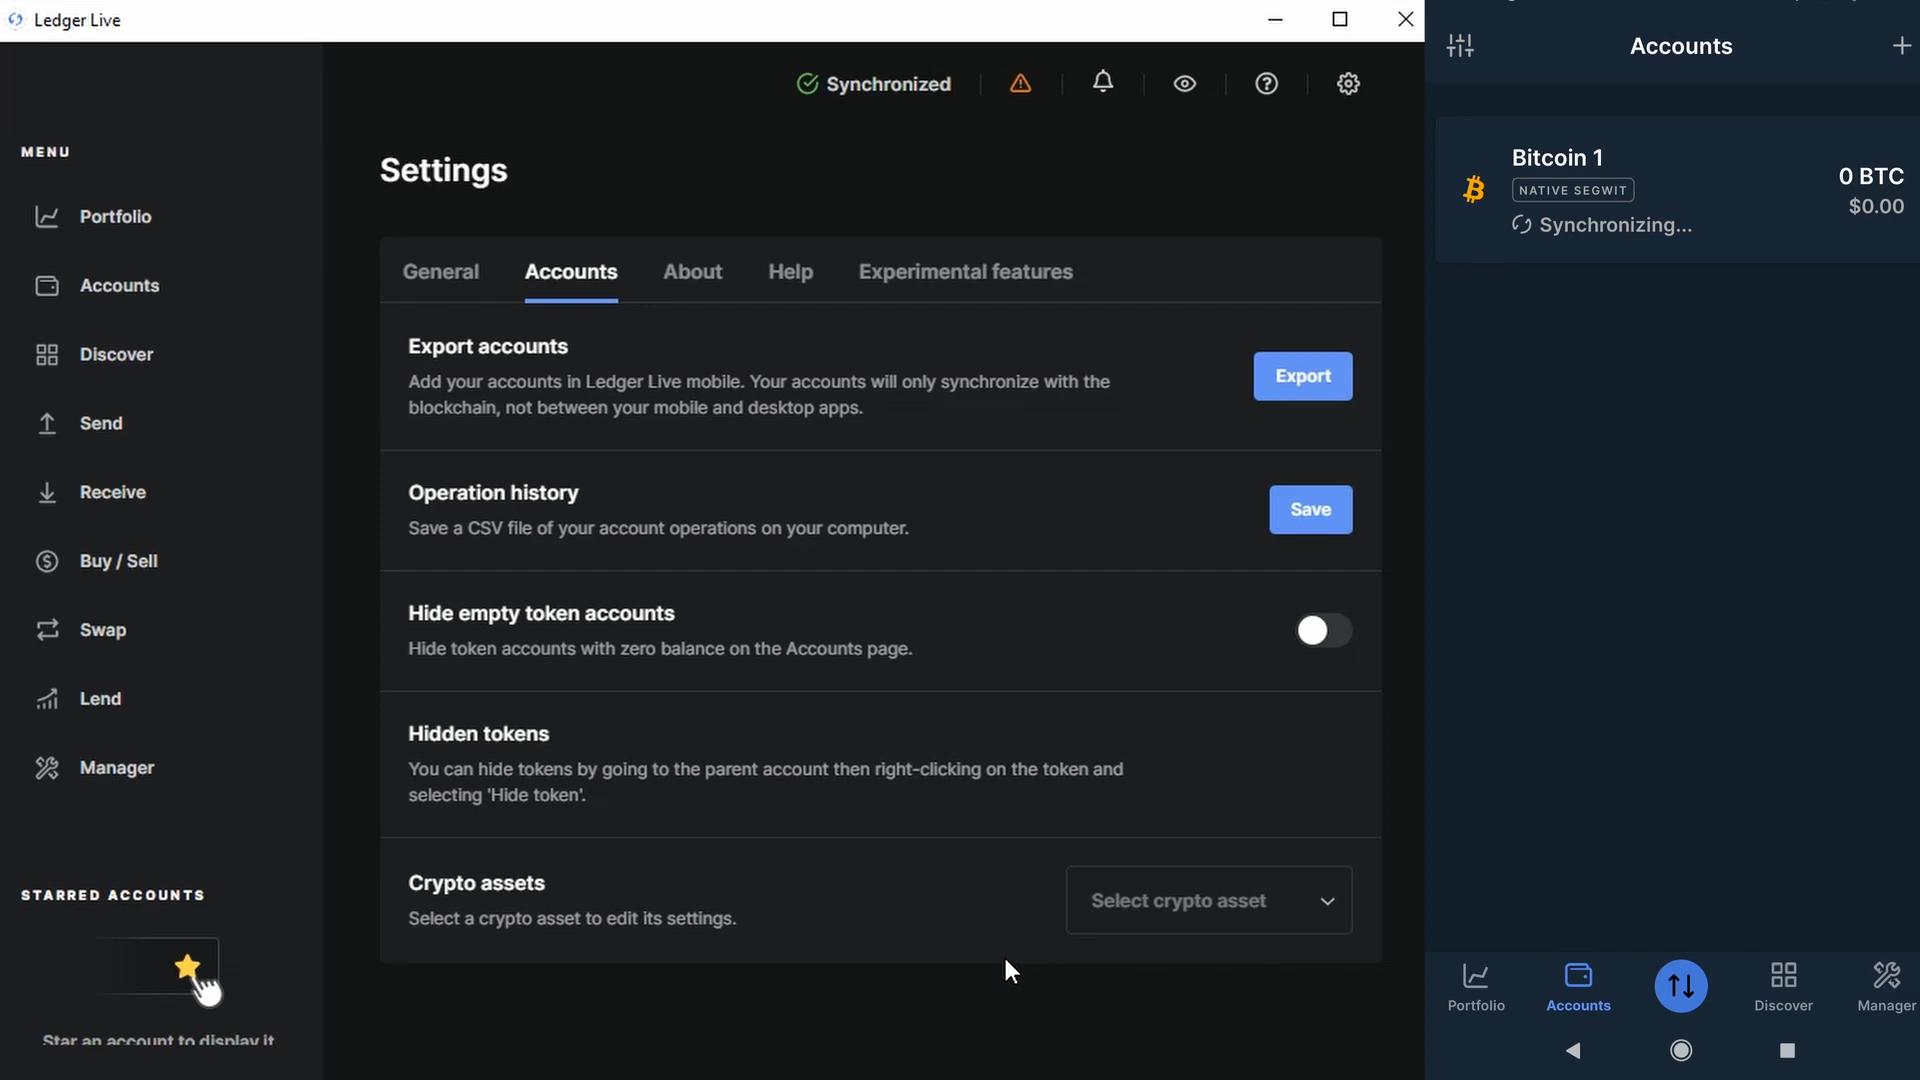 Ledger Live
Synchronized
MENU
Portfolio
Accounts
Discover
Send
Receive
Buy / Sell
Swap
Lend
Manager
STARRED ACCOUNTS
Star an account to display it
Settings
General Accounts About Help Experimental features
Export accounts
Add your accounts in Ledger Live mobile. Your accounts will only synchronize with the
blockchain, not between your mobile and desktop apps.
Export
Operation history
Save a CSV file of your account operations on your computer.
Save
Hide empty token accounts
Hide token accounts with zero balance on the Accounts page.
Hidden tokens
You can hide tokens by going to the parent account then right-clicking on the token and
selecting 'Hide token'.
Crypto assets
Select a crypto asset to edit its settings.
Select crypto asset
Accounts
Bitcoin 1
NATIVE SEGWIT
Synchronizing...
0 BTC
$0.00
Portfolio Accounts Discover Manager